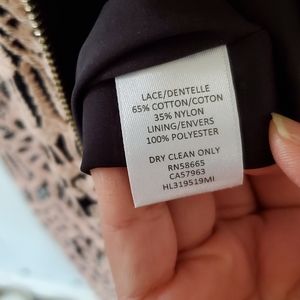 LACE/DENTELLE
65% COTTON/COTON
35% NYLON
LINING/ENVERS
100% POLYESTER
DRY CLEAN ONLY
RN58665
CA57963
HL319519MI